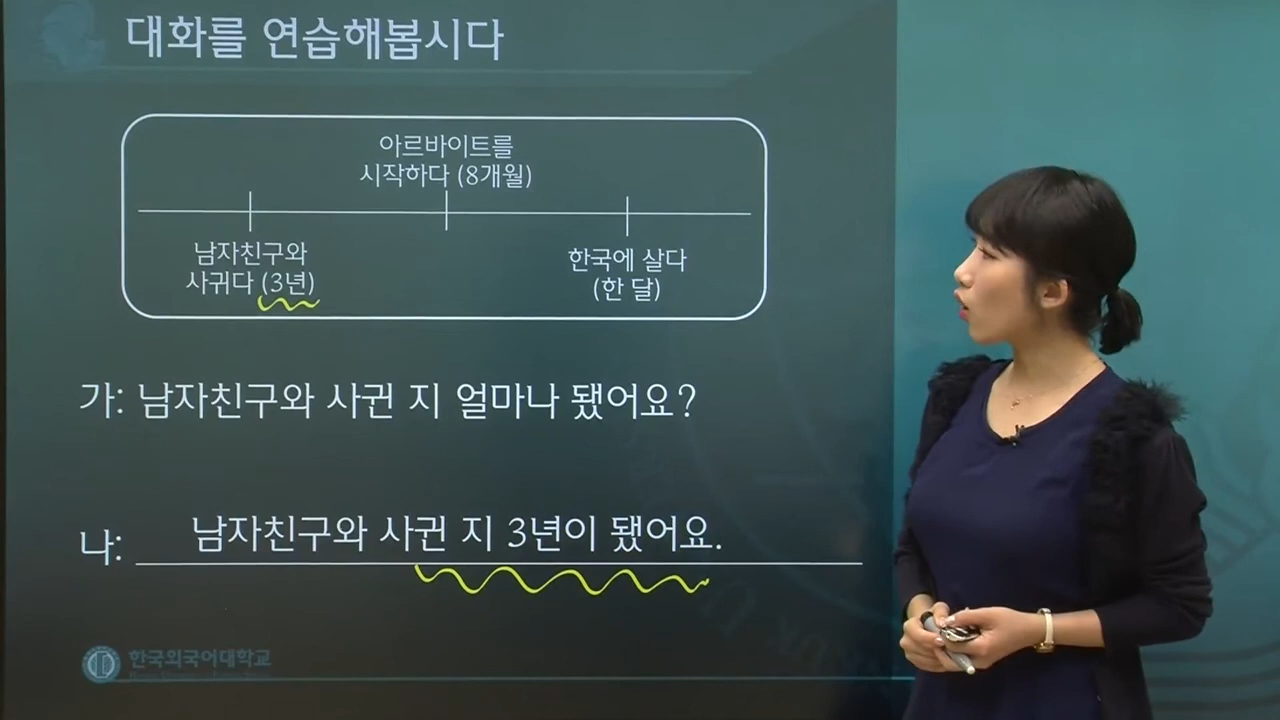 대화를 연습해봅시다
아르바이트를
시작하다 (8개월)
남자친구와
사귀다 (3년)
한국에 살다
(한 달)
가: 남자친구와 사귄 지 얼마나 됐어요?
나: 남자친구와 사귄 지 3년이 됐어요.
한국외국어대학교